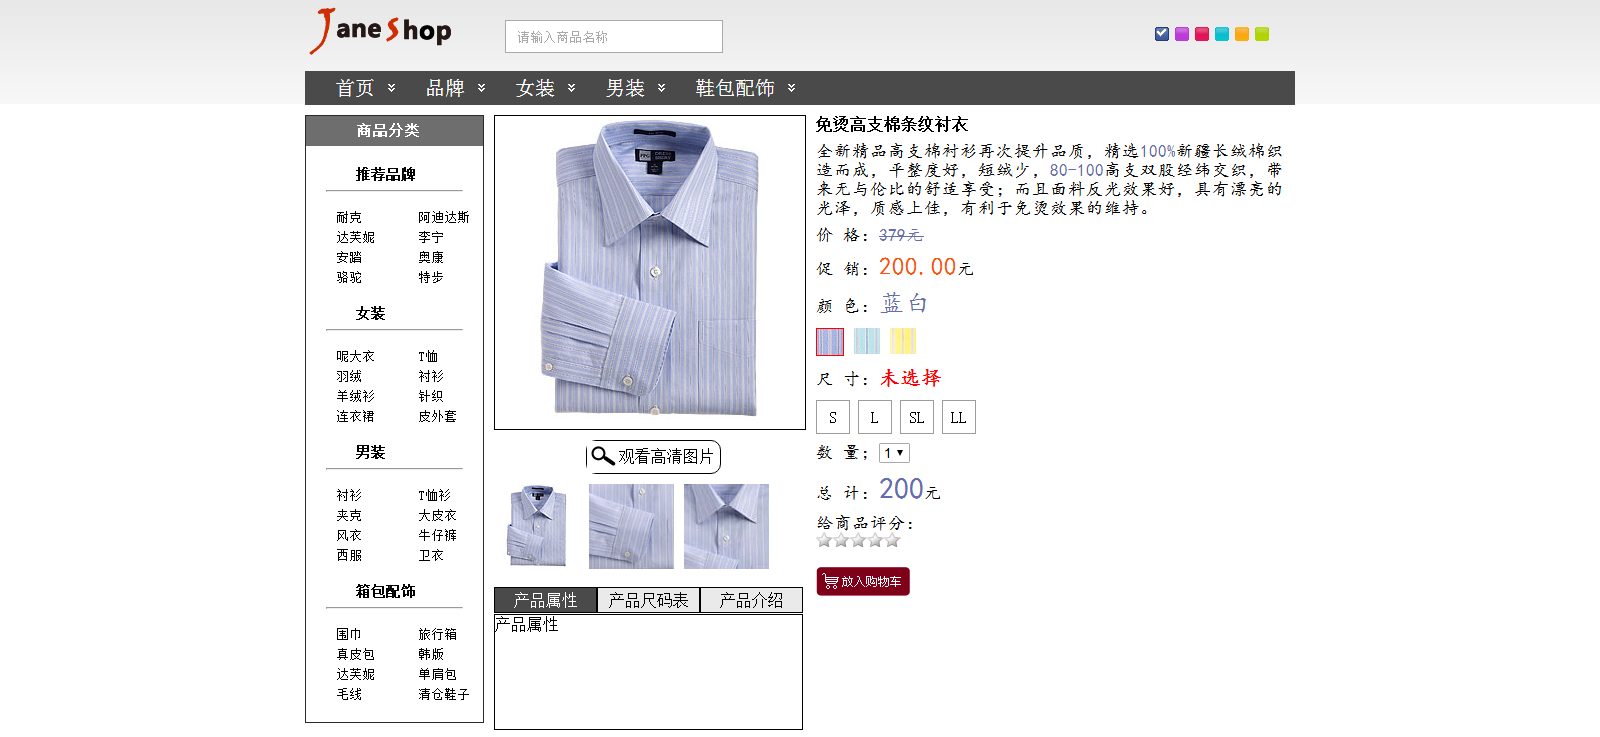 Jane Shop
请输入商品名称
首页 品牌 女装 男装 鞋包配饰
商品分类
推荐品牌
耐克 阿迪达斯
达芙妮 李宁
安踏 奥康
骆驼 特步
女装
呢大衣 T恤
羽绒 衬衫
羊绒衫 针织
连衣裙 皮外套
男装
衬衫 T恤衫
夹克 大皮衣
风衣 牛仔裤
西服 卫衣
箱包配饰
围巾 旅行箱
真皮包 韩版
达芙妮 单肩包
毛线 清仓鞋子
观看高清图片
产品属性 产品尺码表 产品介绍
产品属性
免烫高支棉条纹衬衣
全新精品高支棉衬衫再次提升品质，精选100%新疆长绒棉织
造而成，平整度好，短绒少，80-100高支双股经纬交织，带
来无与伦比的舒适享受；而且面料反光效果好，具有漂亮的
光泽，质感上佳，有利于免烫效果的维持。
价 格：379元
促 销：200.00元
颜 色：蓝白
尺 寸：未选择
S L SL LL
数 量；1
总 计：200元
给商品评分：
放入购物车